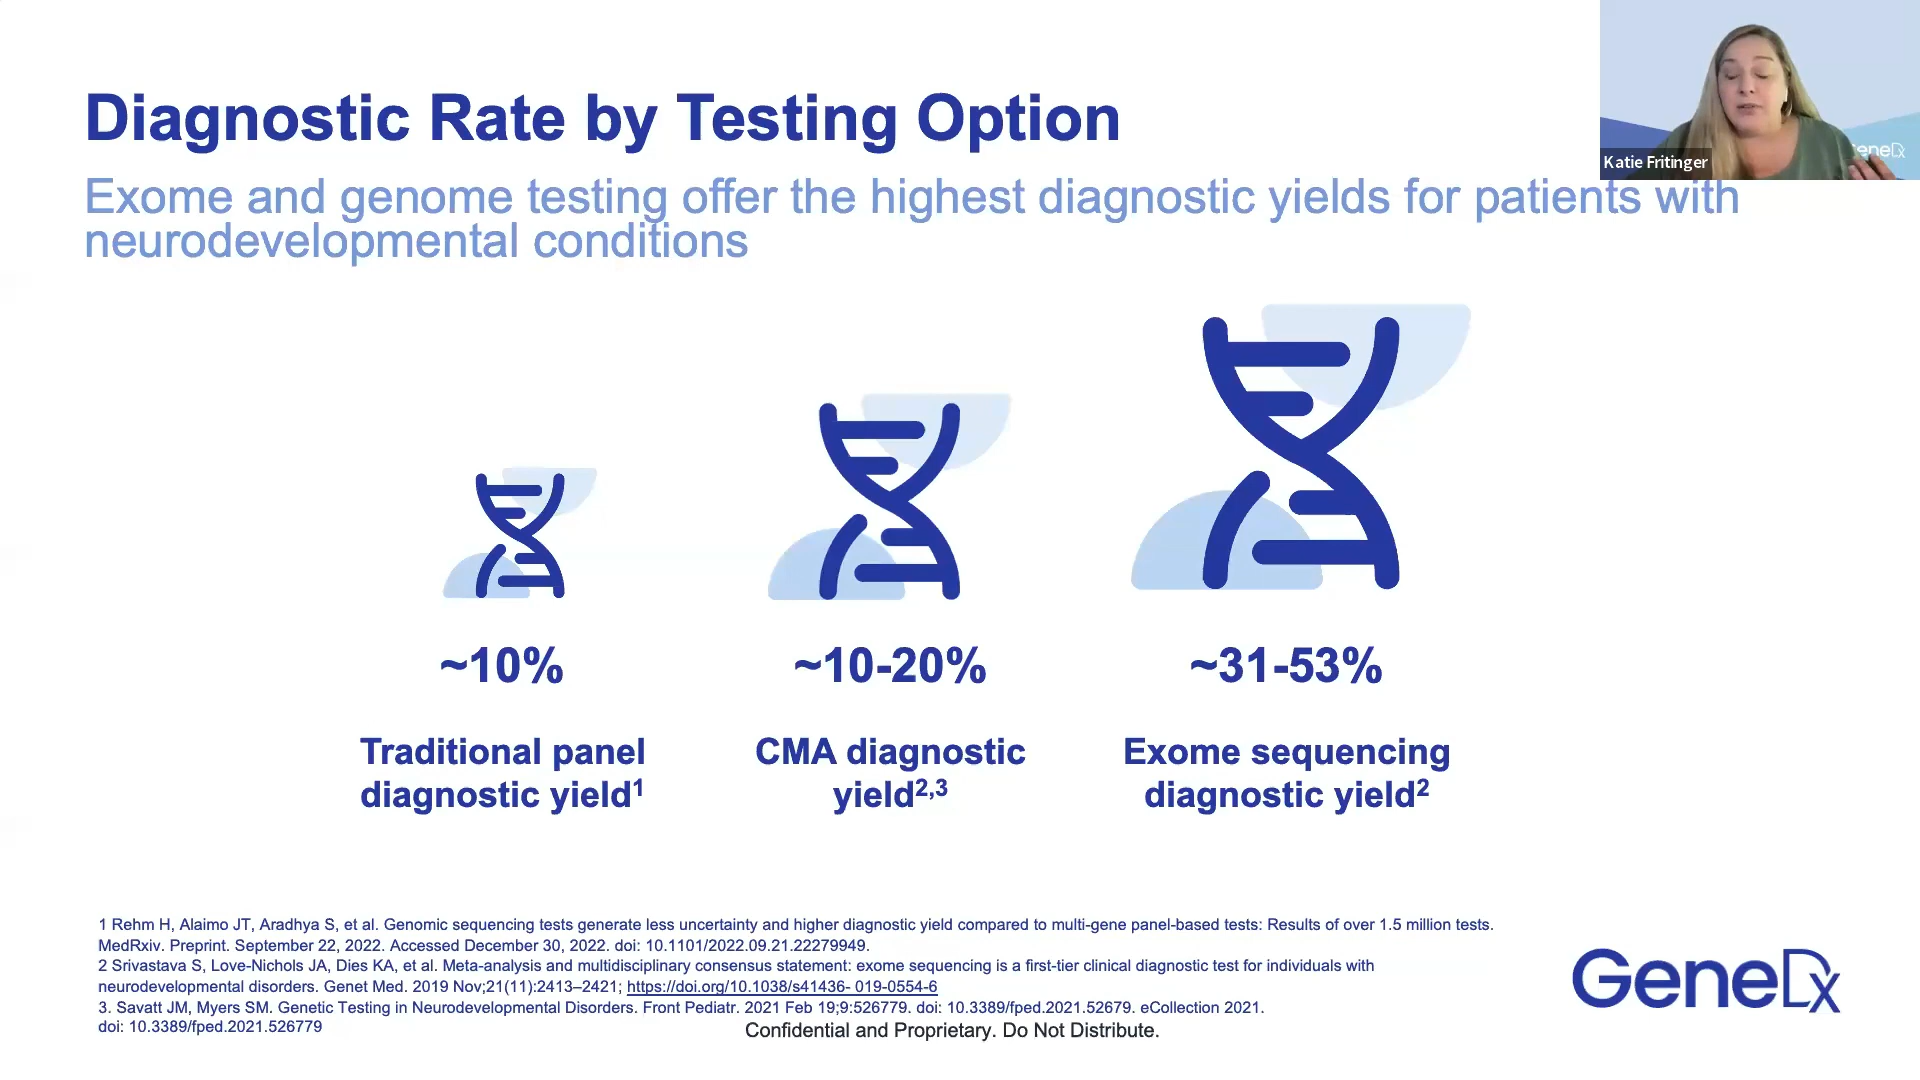 Diagnostic Rate by Testing Option
Exome and genome testing offer the highest diagnostic yields for patients with
neurodevelopmental conditions
Katie Fritinger
eneDx
~10%
~10-20%
~31-53%
Traditional panel
diagnostic yield1
CMA diagnostic
yield2,3
Exome sequencing
diagnostic yield2
1 Rehm H, Alaimo JT, Aradhya S, et al. Genomic sequencing tests generate less uncertainty and higher diagnostic yield compared to multi-gene panel-based tests: Results of over 1.5 million tests.
MedRxiv. Preprint. September 22, 2022. Accessed December 30, 2022. doi: 10.1101/2022.09.21.22279949.
2 Srivastava S, Love-Nichols JA, Dies KA, et al. Meta-analysis and multidisciplinary consensus statement: exome sequencing is a first-tier clinical diagnostic test for individuals with
neurodevelopmental disorders. Genet Med. 2019 Nov;21(11):2413–2421; https://doi.org/10.1038/s41436- 019-0554-6
3. Savatt JM, Myers SM. Genetic Testing in Neurodevelopmental Disorders. Front Pediatr. 2021 Feb 19;9:526779. doi: 10.3389/fped.2021.52679. eCollection 2021.
doi: 10.3389/fped.2021.526779
Confidential and Proprietary. Do Not Distribute.
GeneDx